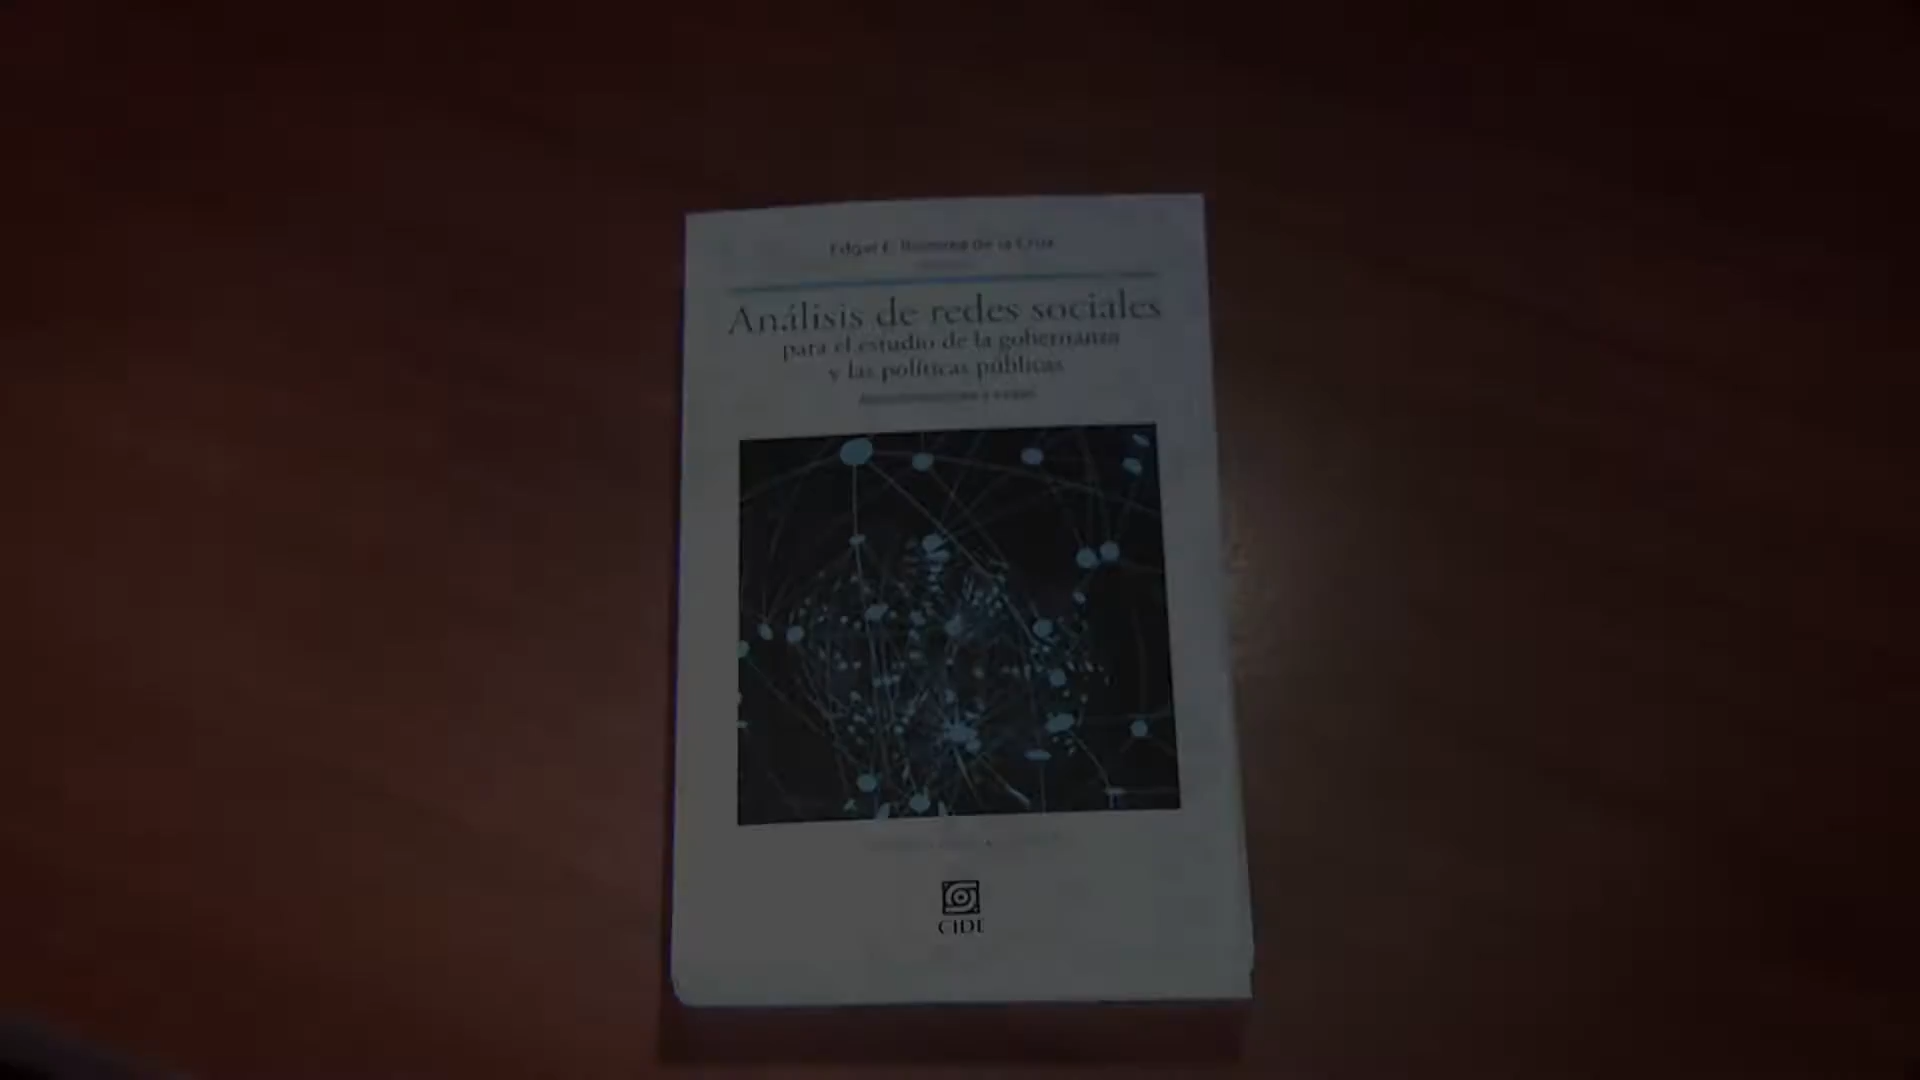 Edgar E. Ramírez de la Cruz
Análisis de redes sociales
para el estudio de la gobernanza
y las políticas públicas
CIDE